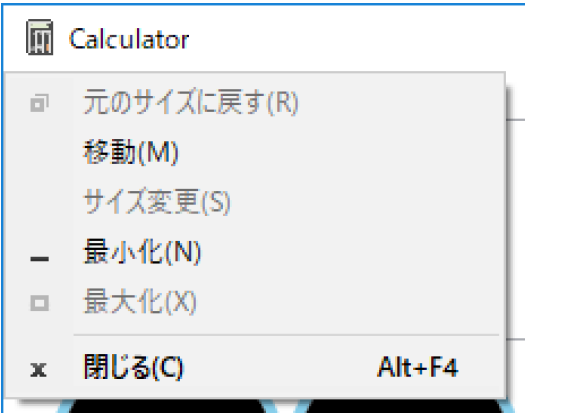 Calculator
元のサイズに戻す(R)
移動(M)
サイズ変更(S)
最小化(N)
最大化(X)
閉じる(C) Alt+F4